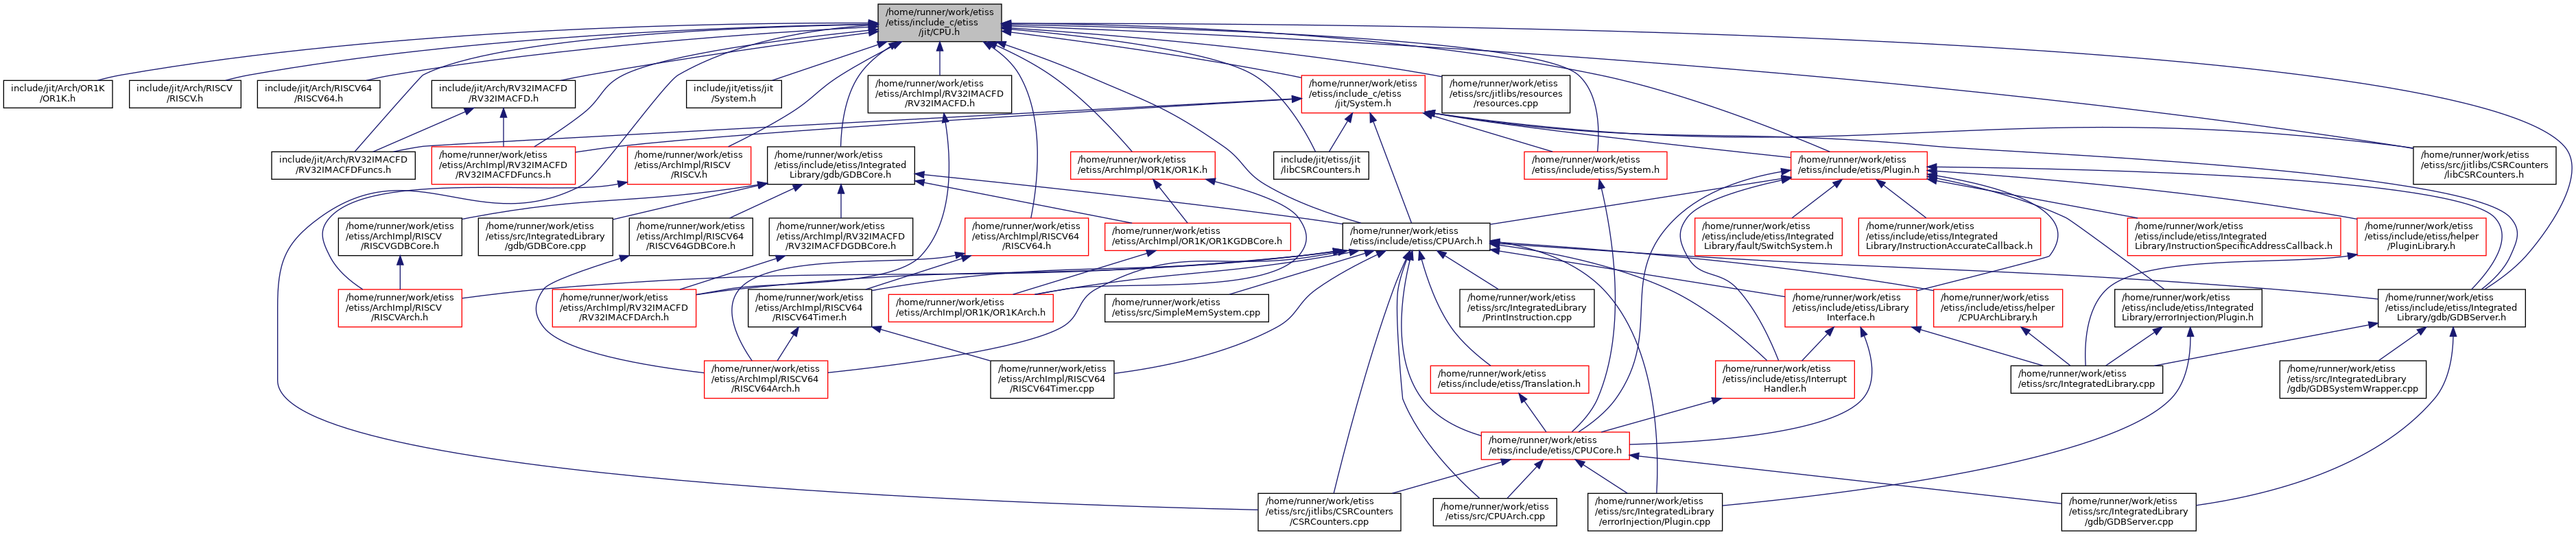 /home/runner/work/etiss
/etiss/include_c/etiss
/jit/CPU.h
include/jit/Arch/OR1K
/OR1K.h
include/jit/Arch/RISCV
/RISCV.h
include/jit/Arch/RISCV64
/RISCV64.h
include/jit/Arch/RV32IMACFD
/RV32IMACFD.h
include/jit/etiss/jit
/System.h
/home/runner/work/etiss
/etiss/ArchImpl/RV32IMACFD
/RV32IMACFD.h
/home/runner/work/etiss
/etiss/include_c/etiss
/jit/System.h
/home/runner/work/etiss
/etiss/src/jitlibs/resources
/resources.cpp
include/jit/Arch/RV32IMACFD
/RV32IMACFDFuncs.h
/home/runner/work/etiss
/etiss/ArchImpl/RV32IMACFD
/RV32IMACFDFuncs.h
/home/runner/work/etiss
/etiss/ArchImpl/RISCV
/RISCV.h
/home/runner/work/etiss
/etiss/include/etiss/Integrated
Library/gdb/GDBCore.h
/home/runner/work/etiss
/etiss/ArchImpl/OR1K/OR1K.h
include/jit/etiss/jit
/libCSRCounters.h
/home/runner/work/etiss
/etiss/include/etiss/System.h
/home/runner/work/etiss
/etiss/include/etiss/Plugin.h
/home/runner/work/etiss
/etiss/src/jitlibs/CSRCounters
/libCSRCounters.h
/home/runner/work/etiss
/etiss/ArchImpl/RISCV
/RISCVGDBCore.h
/home/runner/work/etiss
/etiss/src/IntegratedLibrary
/gdb/GDBCore.cpp
/home/runner/work/etiss
/etiss/ArchImpl/RISCV64
/RISCV64GDBCore.h
/home/runner/work/etiss
/etiss/ArchImpl/RV32IMACFD
/RV32IMACFDGDBCore.h
/home/runner/work/etiss
/etiss/ArchImpl/RISCV64
/RISCV64.h
/home/runner/work/etiss
/etiss/ArchImpl/OR1K/OR1KGDBCore.h
/home/runner/work/etiss
/etiss/include/etiss/CPUArch.h
/home/runner/work/etiss
/etiss/include/etiss/Integrated
Library/fault/SwitchSystem.h
/home/runner/work/etiss
/etiss/include/etiss/Integrated
Library/InstructionAccurateCallback.h
/home/runner/work/etiss
/etiss/include/etiss/Integrated
Library/InstructionSpecificAddressCallback.h
/home/runner/work/etiss
/etiss/include/etiss/helper
/PluginLibrary.h
/home/runner/work/etiss
/etiss/ArchImpl/RISCV
/RISCVArch.h
/home/runner/work/etiss
/etiss/ArchImpl/RV32IMACFD
/RV32IMACFDArch.h
/home/runner/work/etiss
/etiss/ArchImpl/RISCV64
/RISCV64Timer.h
/home/runner/work/etiss
/etiss/ArchImpl/OR1K/OR1KArch.h
/home/runner/work/etiss
/etiss/src/SimpleMemSystem.cpp
/home/runner/work/etiss
/etiss/src/IntegratedLibrary
/PrintInstruction.cpp
/home/runner/work/etiss
/etiss/include/etiss/Library
Interface.h
/home/runner/work/etiss
/etiss/include/etiss/helper
/CPUArchLibrary.h
/home/runner/work/etiss
/etiss/include/etiss/Integrated
Library/errorInjection/Plugin.h
/home/runner/work/etiss
/etiss/include/etiss/Integrated
Library/gdb/GDBServer.h
/home/runner/work/etiss
/etiss/ArchImpl/RISCV64
/RISCV64Arch.h
/home/runner/work/etiss
/etiss/ArchImpl/RISCV64
/RISCV64Timer.cpp
/home/runner/work/etiss
/etiss/include/etiss/Translation.h
/home/runner/work/etiss
/etiss/include/etiss/Interrupt
Handler.h
/home/runner/work/etiss
/etiss/src/IntegratedLibrary.cpp
/home/runner/work/etiss
/etiss/src/IntegratedLibrary
/gdb/GDBSystemWrapper.cpp
/home/runner/work/etiss
/etiss/include/etiss/CPUCore.h
/home/runner/work/etiss
/etiss/src/jitlibs/CSRCounters
/CSRCounters.cpp
/home/runner/work/etiss
/etiss/src/CPUArch.cpp
/home/runner/work/etiss
/etiss/src/IntegratedLibrary
/errorInjection/Plugin.cpp
/home/runner/work/etiss
/etiss/src/IntegratedLibrary
/gdb/GDBServer.cpp